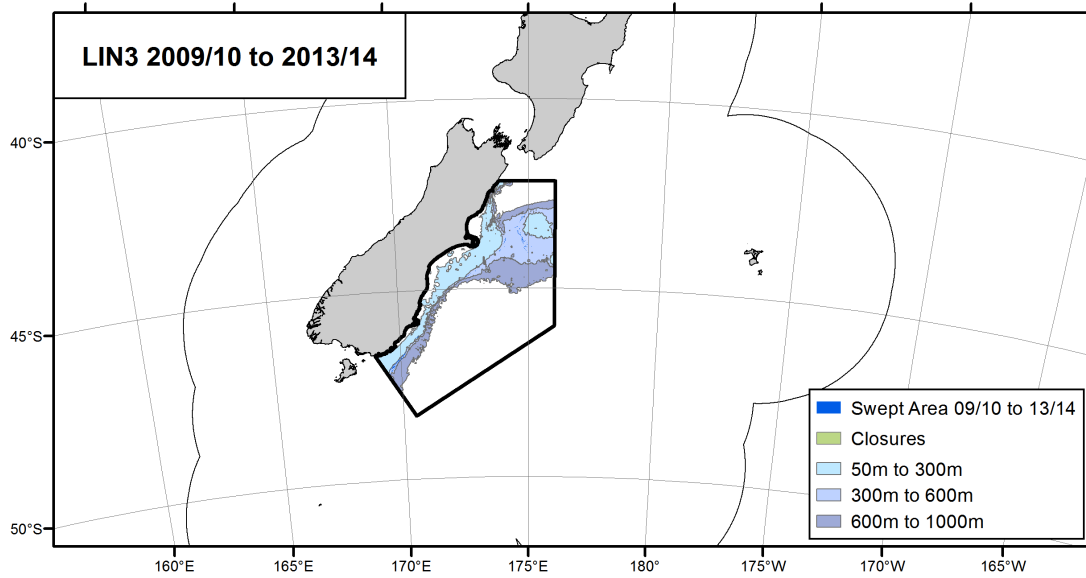 LIN3 2009/10 to 2013/14
40°S
45°S
50°S
Swept Area 09/10 to 13/14
Closures
50m to 300m
300m to 600m
600m to 1000m
160°E
165°E
170°E
175°E
180°
175°W
170°W
165°W